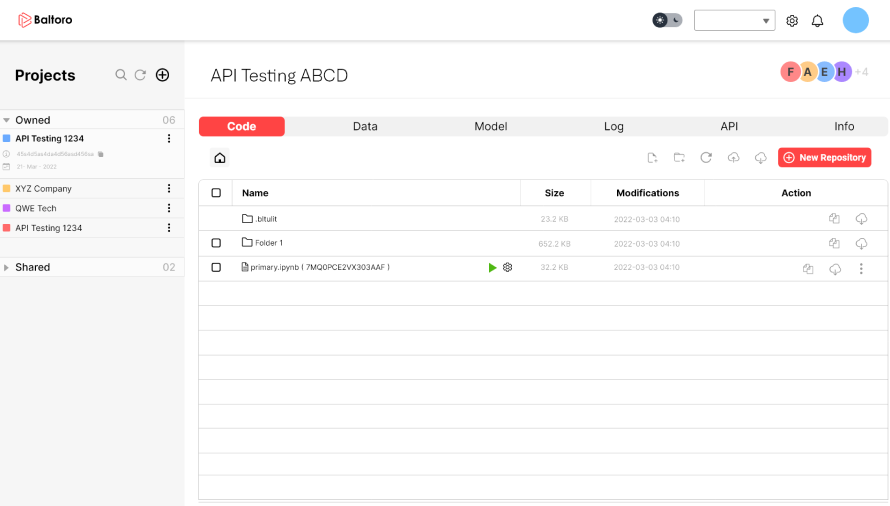 Baltoro
Projects
API Testing ABCD
F A E H +4
Owned 06
API Testing 1234
21- Mar - 2022
XYZ Company
QWE Tech
API Testing 1234
Shared 02
Code Data Model Log API Info
New Repository
Name Size Modifications Action
.bitulit 23.2 KB 2022-03-03 04:10
Folder 1 652.2 KB 2022-03-03 04:10
primary.ipynb ( 7MQ0PCE2VX303AAF ) 32.2 KB 2022-03-03 04:10